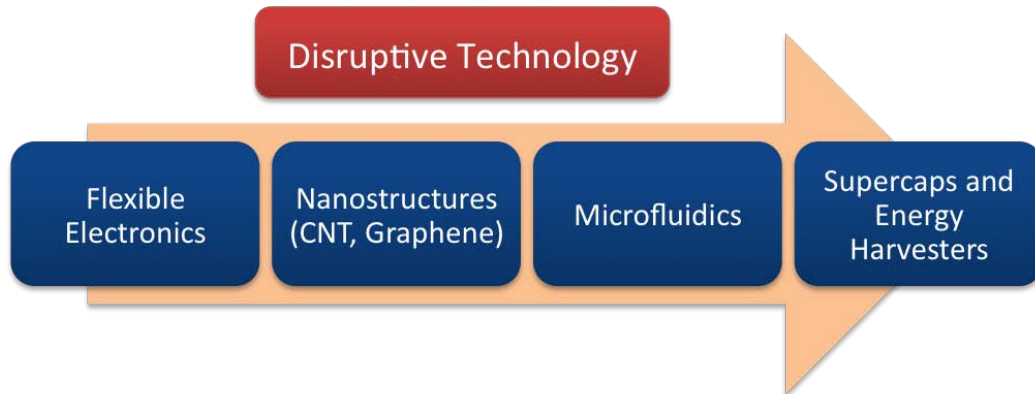 Disruptive Technology
Flexible
Electronics
Nanostructures
(CNT, Graphene)
Microfluidics
Supercaps and
Energy
Harvesters